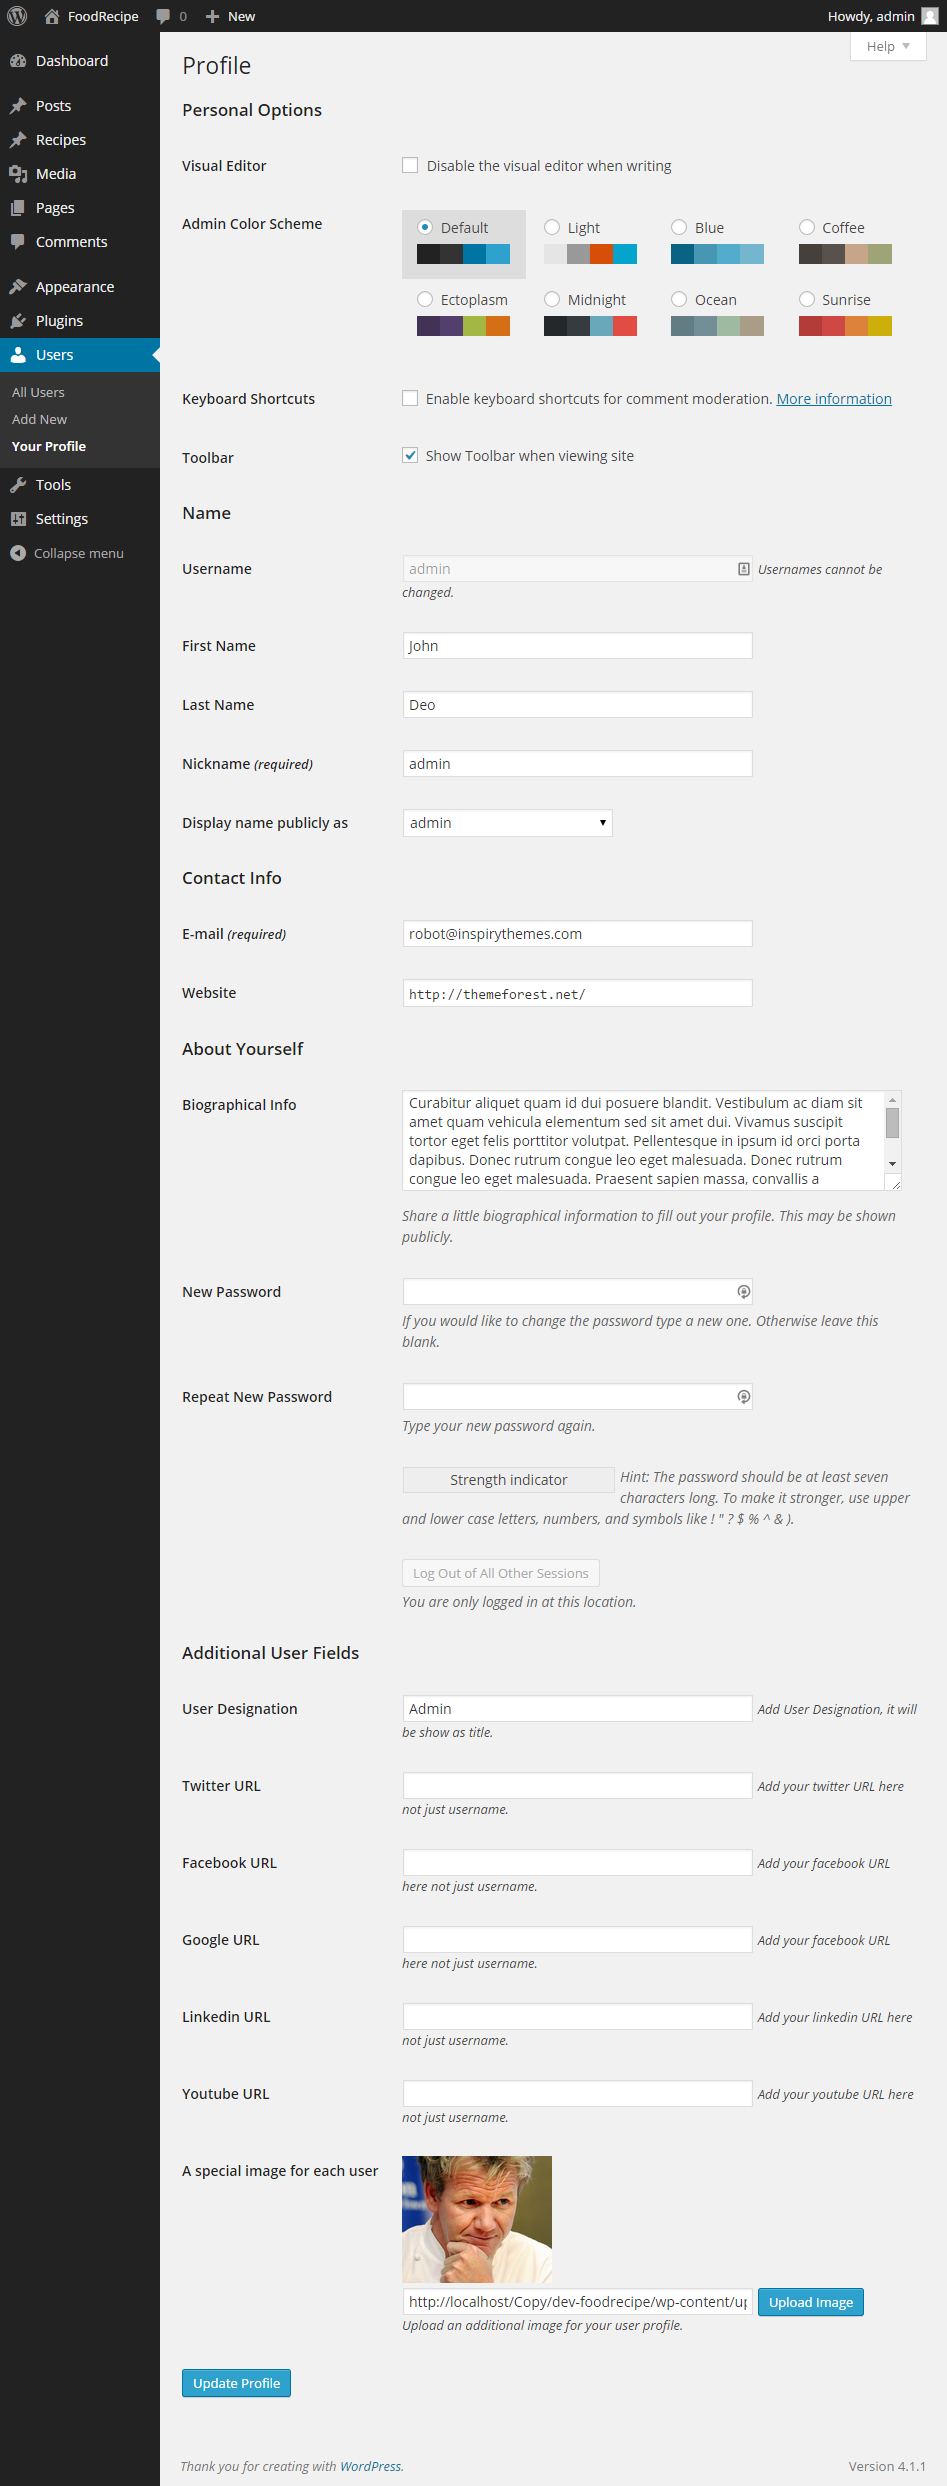 FoodRecipe 0 New Howdy, admin
Help
Dashboard
Posts
Recipes
Media
Pages
Comments
Appearance
Plugins
Users
All Users
Add New
Your Profile
Tools
Settings
Collapse menu
Profile
Personal Options
Visual Editor Disable the visual editor when writing
Admin Color Scheme Default Light Blue Coffee
Ectoplasm Midnight Ocean Sunrise
Keyboard Shortcuts Enable keyboard shortcuts for comment moderation. More information
Toolbar Show Toolbar when viewing site
Name
Username admin Usernames cannot be
changed.
First Name John
Last Name Deo
Nickname (required) admin
Display name publicly as admin
Contact Info
E-mail (required) robot@inspirythemes.com
Website http://themeforest.net/
About Yourself
Biographical Info Curabitur aliquet quam id dui posuere blandit. Vestibulum ac diam sit
amet quam vehicula elementum sed sit amet dui. Vivamus suscipit
tortor eget felis porttitor volutpat. Pellentesque in ipsum id orci porta
dapibus. Donec rutrum congue leo eget malesuada. Donec rutrum
congue leo eget malesuada. Praesent sapien massa, convallis a
Share a little biographical information to fill out your profile. This may be shown
publicly.
New Password
If you would like to change the password type a new one. Otherwise leave this
blank.
Repeat New Password
Type your new password again.
Strength indicator Hint: The password should be at least seven
characters long. To make it stronger, use upper
and lower case letters, numbers, and symbols like ! " ? $ % ^ & ).
Log Out of All Other Sessions
You are only logged in at this location.
Additional User Fields
User Designation Admin Add User Designation, it will
be show as title.
Twitter URL Add your twitter URL here
not just username.
Facebook URL Add your facebook URL
here not just username.
Google URL Add your facebook URL
here not just username.
Linkedin URL Add your linkedin URL here
not just username.
Youtube URL Add your youtube URL here
not just username.
A special image for each user
http://localhost/Copy/dev-foodrecipe/wp-content/up Upload Image
Upload an additional image for your user profile.
Update Profile
Thank you for creating with WordPress. Version 4.1.1